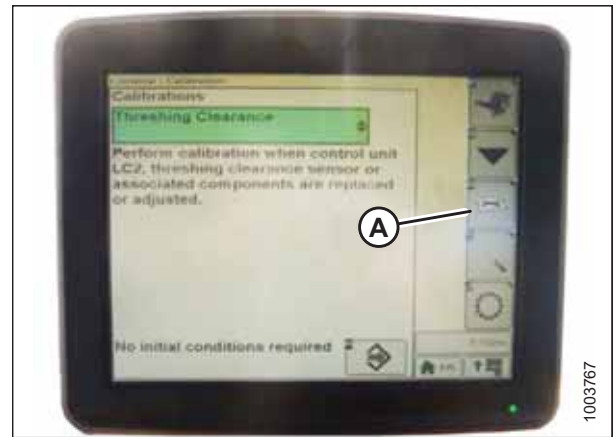 Calibrations
Threshing Clearance
Perform calibration when control unit
LC2, threshing clearance sensor or
associated components are replaced
or adjusted.
A
No initial conditions required
1003767